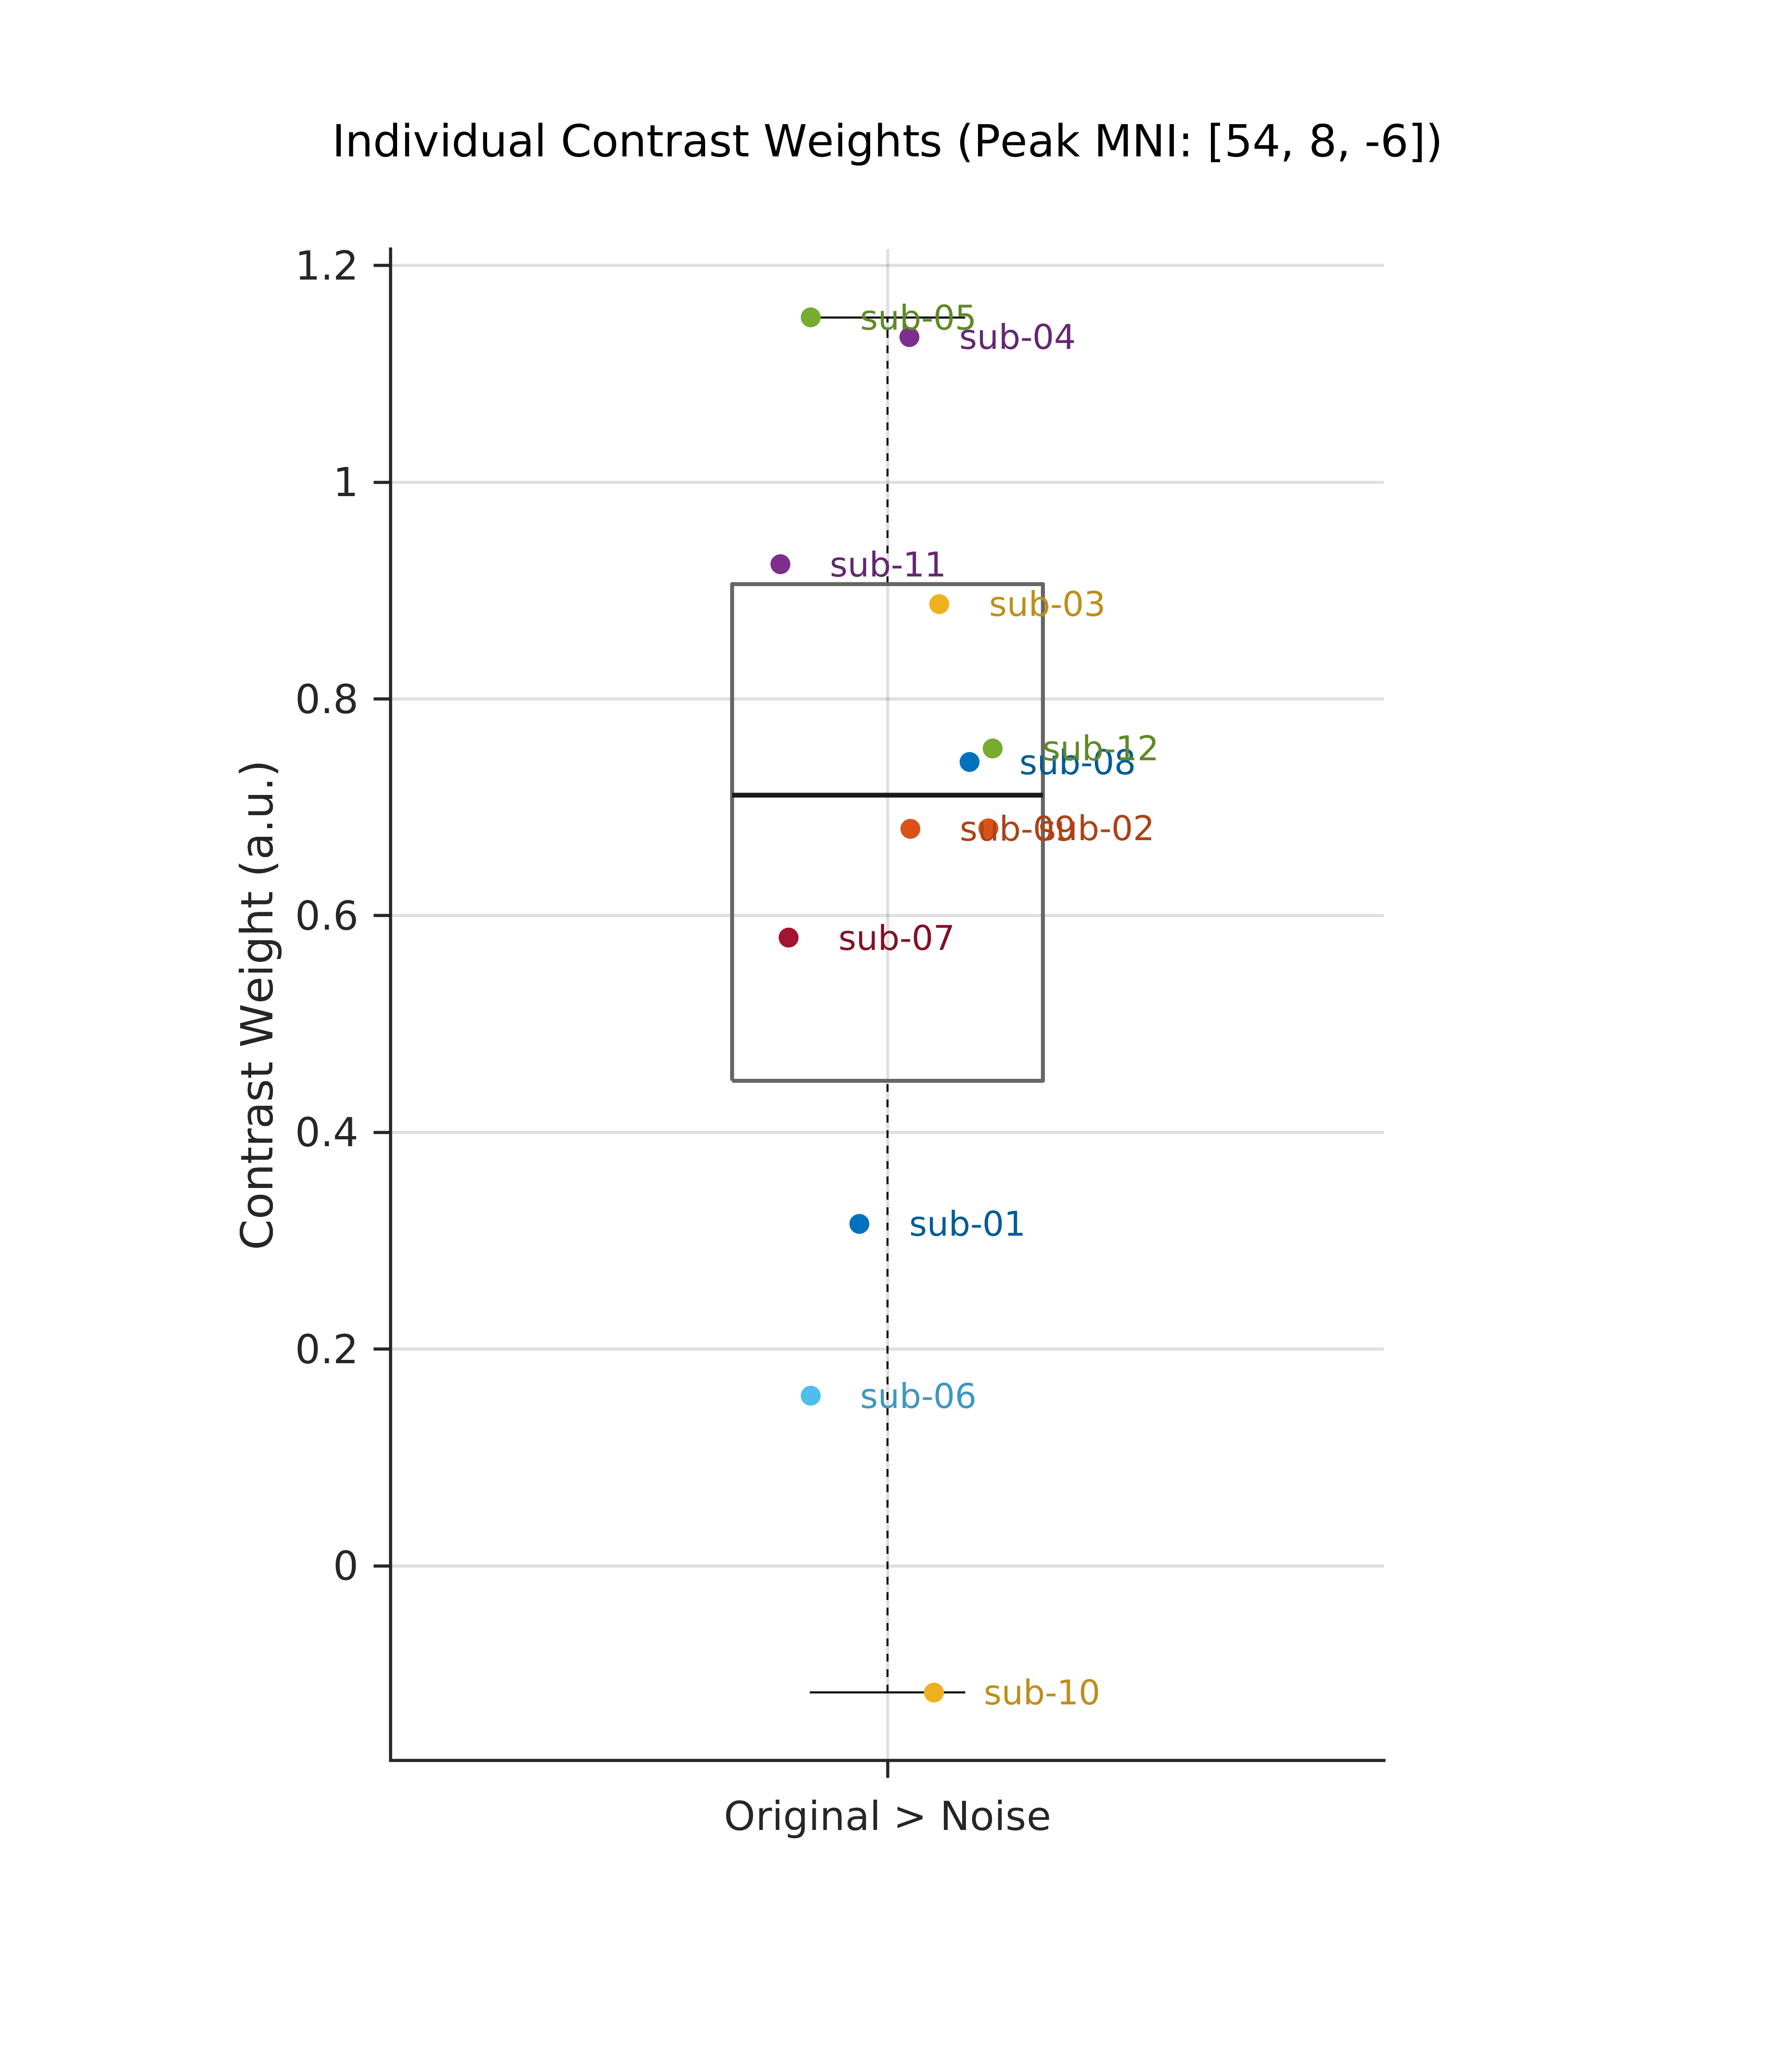 Individual Contrast Weights (Peak MNI: [54, 8, -6])
1.2
sub-05
sub-04
1
sub-11
sub-03
0.8
sub-12
sub-08
Contrast Weight (a.u.)
sub-09
sub-02
0.6
sub-07
0.4
sub-01
0.2
sub-06
0
sub-10
Original > Noise